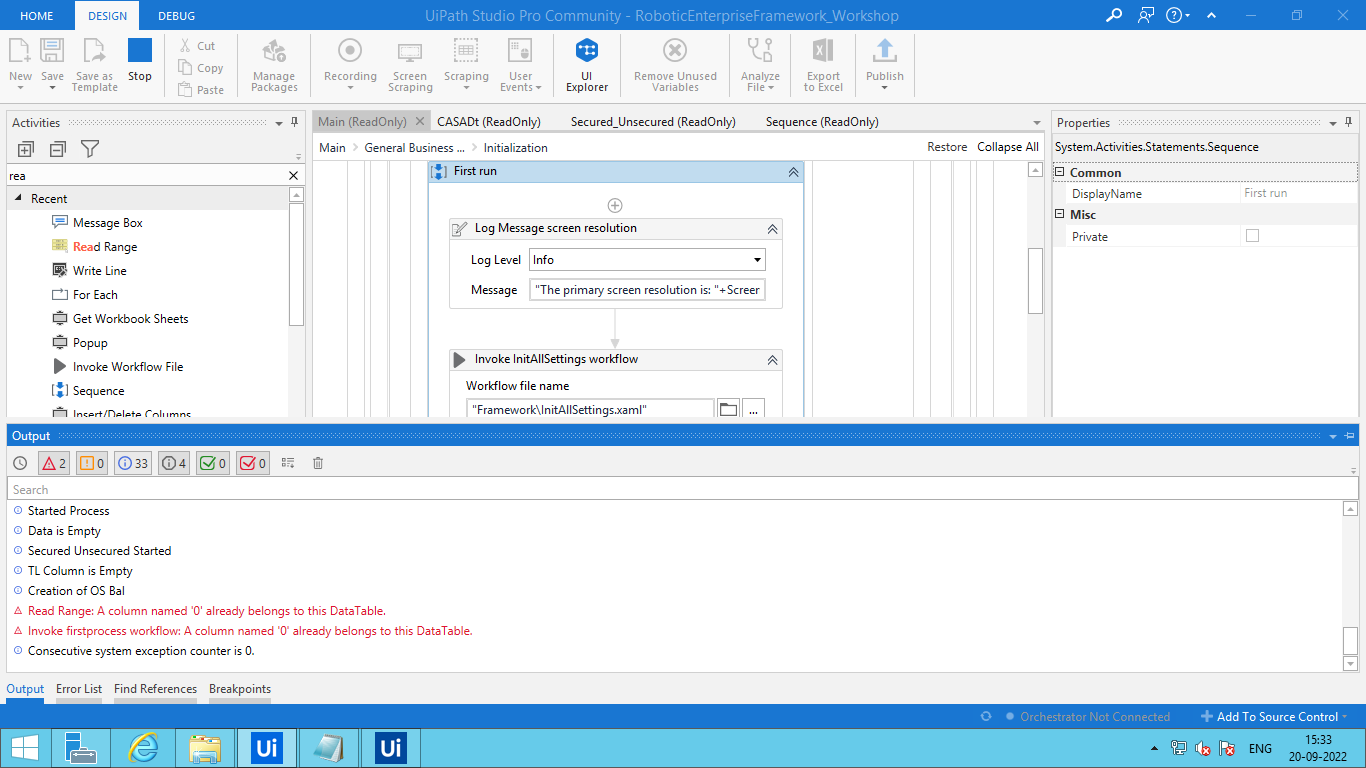 HOME DESIGN DEBUG UiPath Studio Pro Community - RoboticEnterpriseFramework_Workshop
New Save Save as Template Stop
Cut
Copy
Paste
Manage Packages
Recording
Screen Scraping
Scraping
User Events
UI Explorer
Remove Unused Variables
Analyze File
Export to Excel
Publish
Activities
rea
Recent
Message Box
Read Range
Write Line
For Each
Get Workbook Sheets
Popup
Invoke Workflow File
Sequence
Insert/Delete Columns
Main (ReadOnly) CASADt (ReadOnly) Secured_Unsecured (ReadOnly) Sequence (ReadOnly)
Main > General Business ... > Initialization Restore Collapse All
First run
Log Message screen resolution
Log Level Info
Message "The primary screen resolution is: "+Screen
Invoke InitAllSettings workflow
Workflow file name
"Framework\InitAllSettings.xaml" ...
Properties
System.Activities.Statements.Sequence
Common
DisplayName First run
Misc
Private
Output
2 0 33 4 0 0
Search
Started Process
Data is Empty
Secured Unsecured Started
TL Column is Empty
Creation of OS Bal
Read Range: A column named '0' already belongs to this DataTable.
Invoke firstprocess workflow: A column named '0' already belongs to this DataTable.
Consecutive system exception counter is 0.
Output Error List Find References Breakpoints
Orchestrator Not Connected Add To Source Control
Ui Ui ENG 15:33
20-09-2022